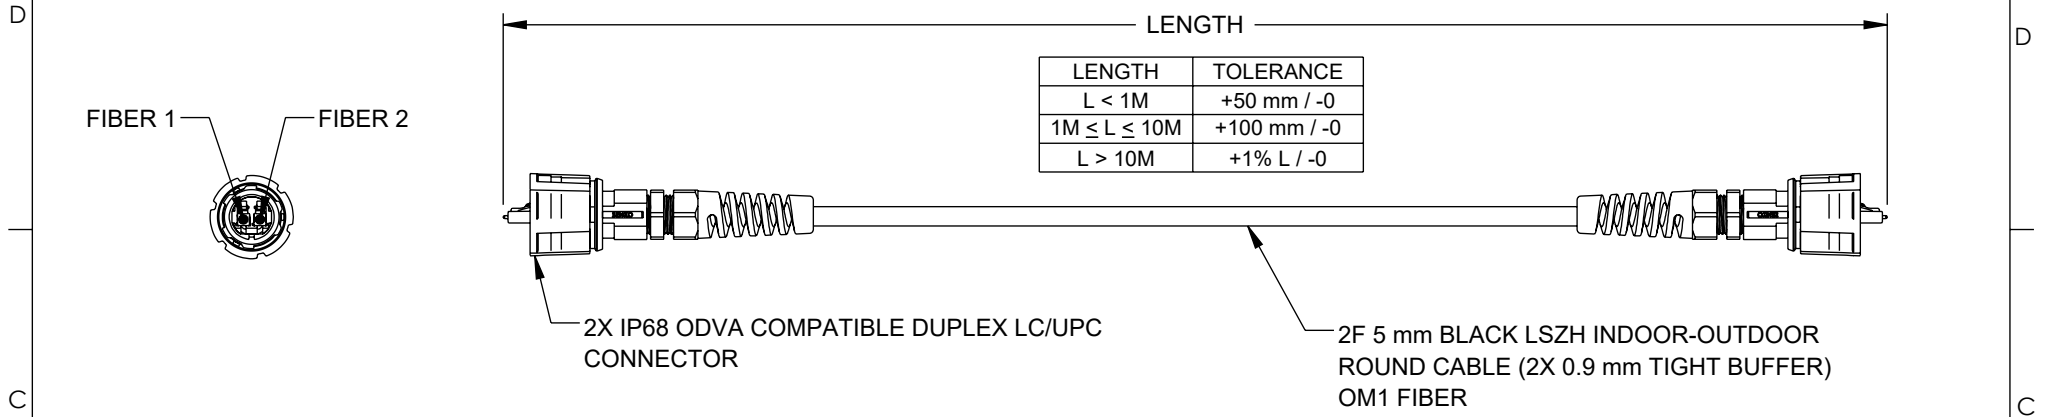 D
D
LENGTH
LENGTH TOLERANCE
L < 1M +50 mm / -0
1M ≤ L ≤ 10M +100 mm / -0
L > 10M +1% L / -0
FIBER 1
FIBER 2
2X IP68 ODVA COMPATIBLE DUPLEX LC/UPC
CONNECTOR
2F 5 mm BLACK LSZH INDOOR-OUTDOOR
ROUND CABLE (2X 0.9 mm TIGHT BUFFER)
OM1 FIBER
C
C